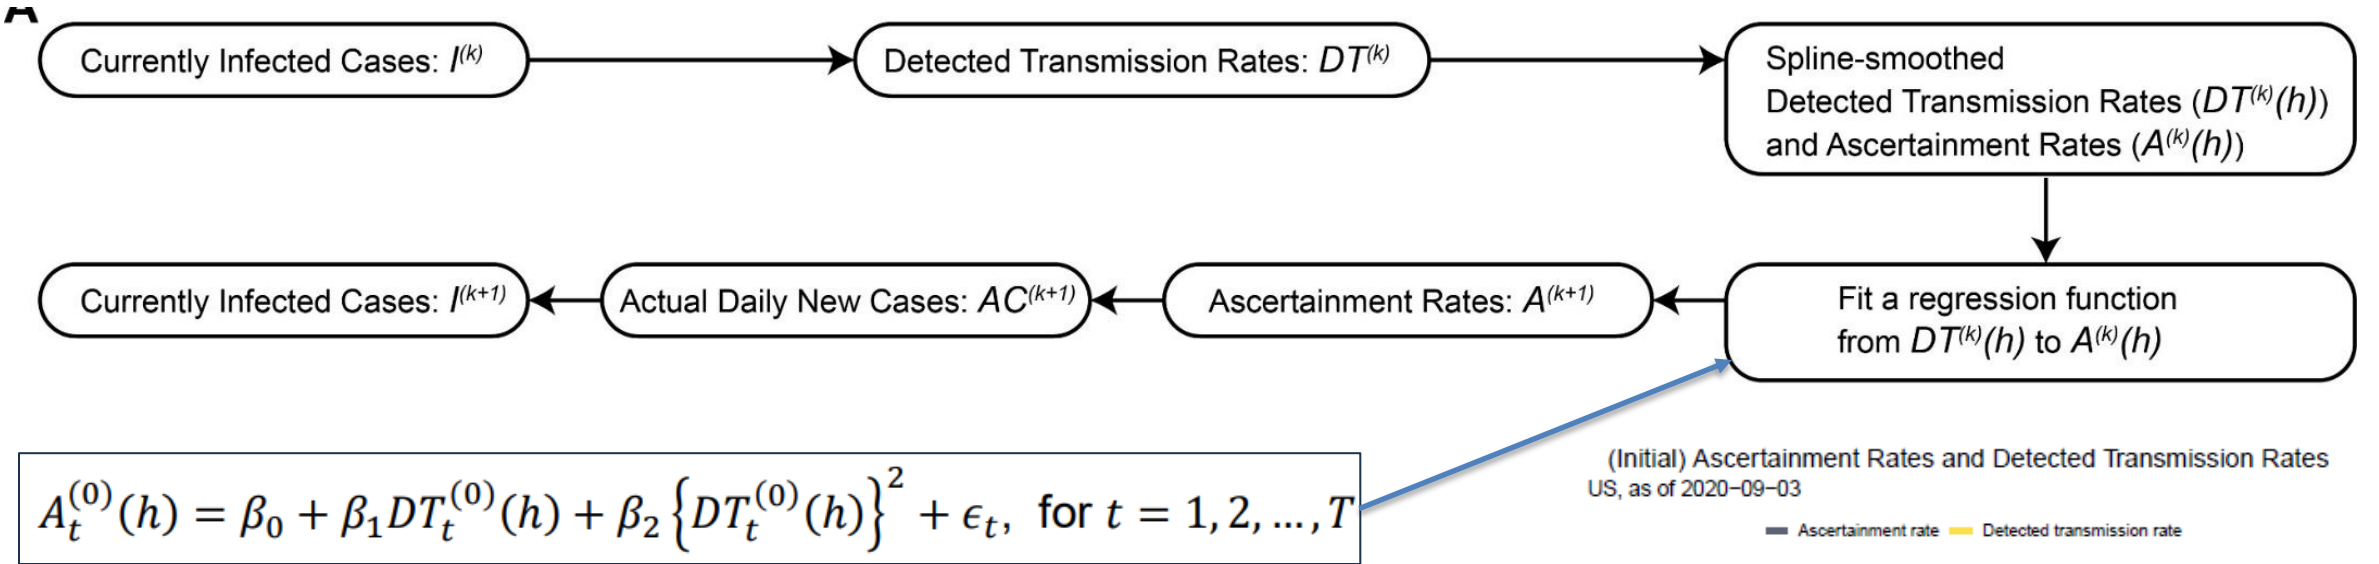 A
Currently Infected Cases: I^(k)
Detected Transmission Rates: DT^(k)
Spline-smoothed
Detected Transmission Rates (DT^(k)(h))
and Ascertainment Rates (A^(k)(h))
Currently Infected Cases: I^(k+1)
Actual Daily New Cases: AC^(k+1)
Ascertainment Rates: A^(k+1)
Fit a regression function
from DT^(k)(h) to A^(k)(h)
A_t^(0)(h) = β_0 + β_1 DT_t^(0)(h) + β_2 {DT_t^(0)(h)}^2 + ϵ_t, for t = 1, 2, ..., T
(Initial) Ascertainment Rates and Detected Transmission Rates
US, as of 2020−09−03
Ascertainment rate Detected transmission rate